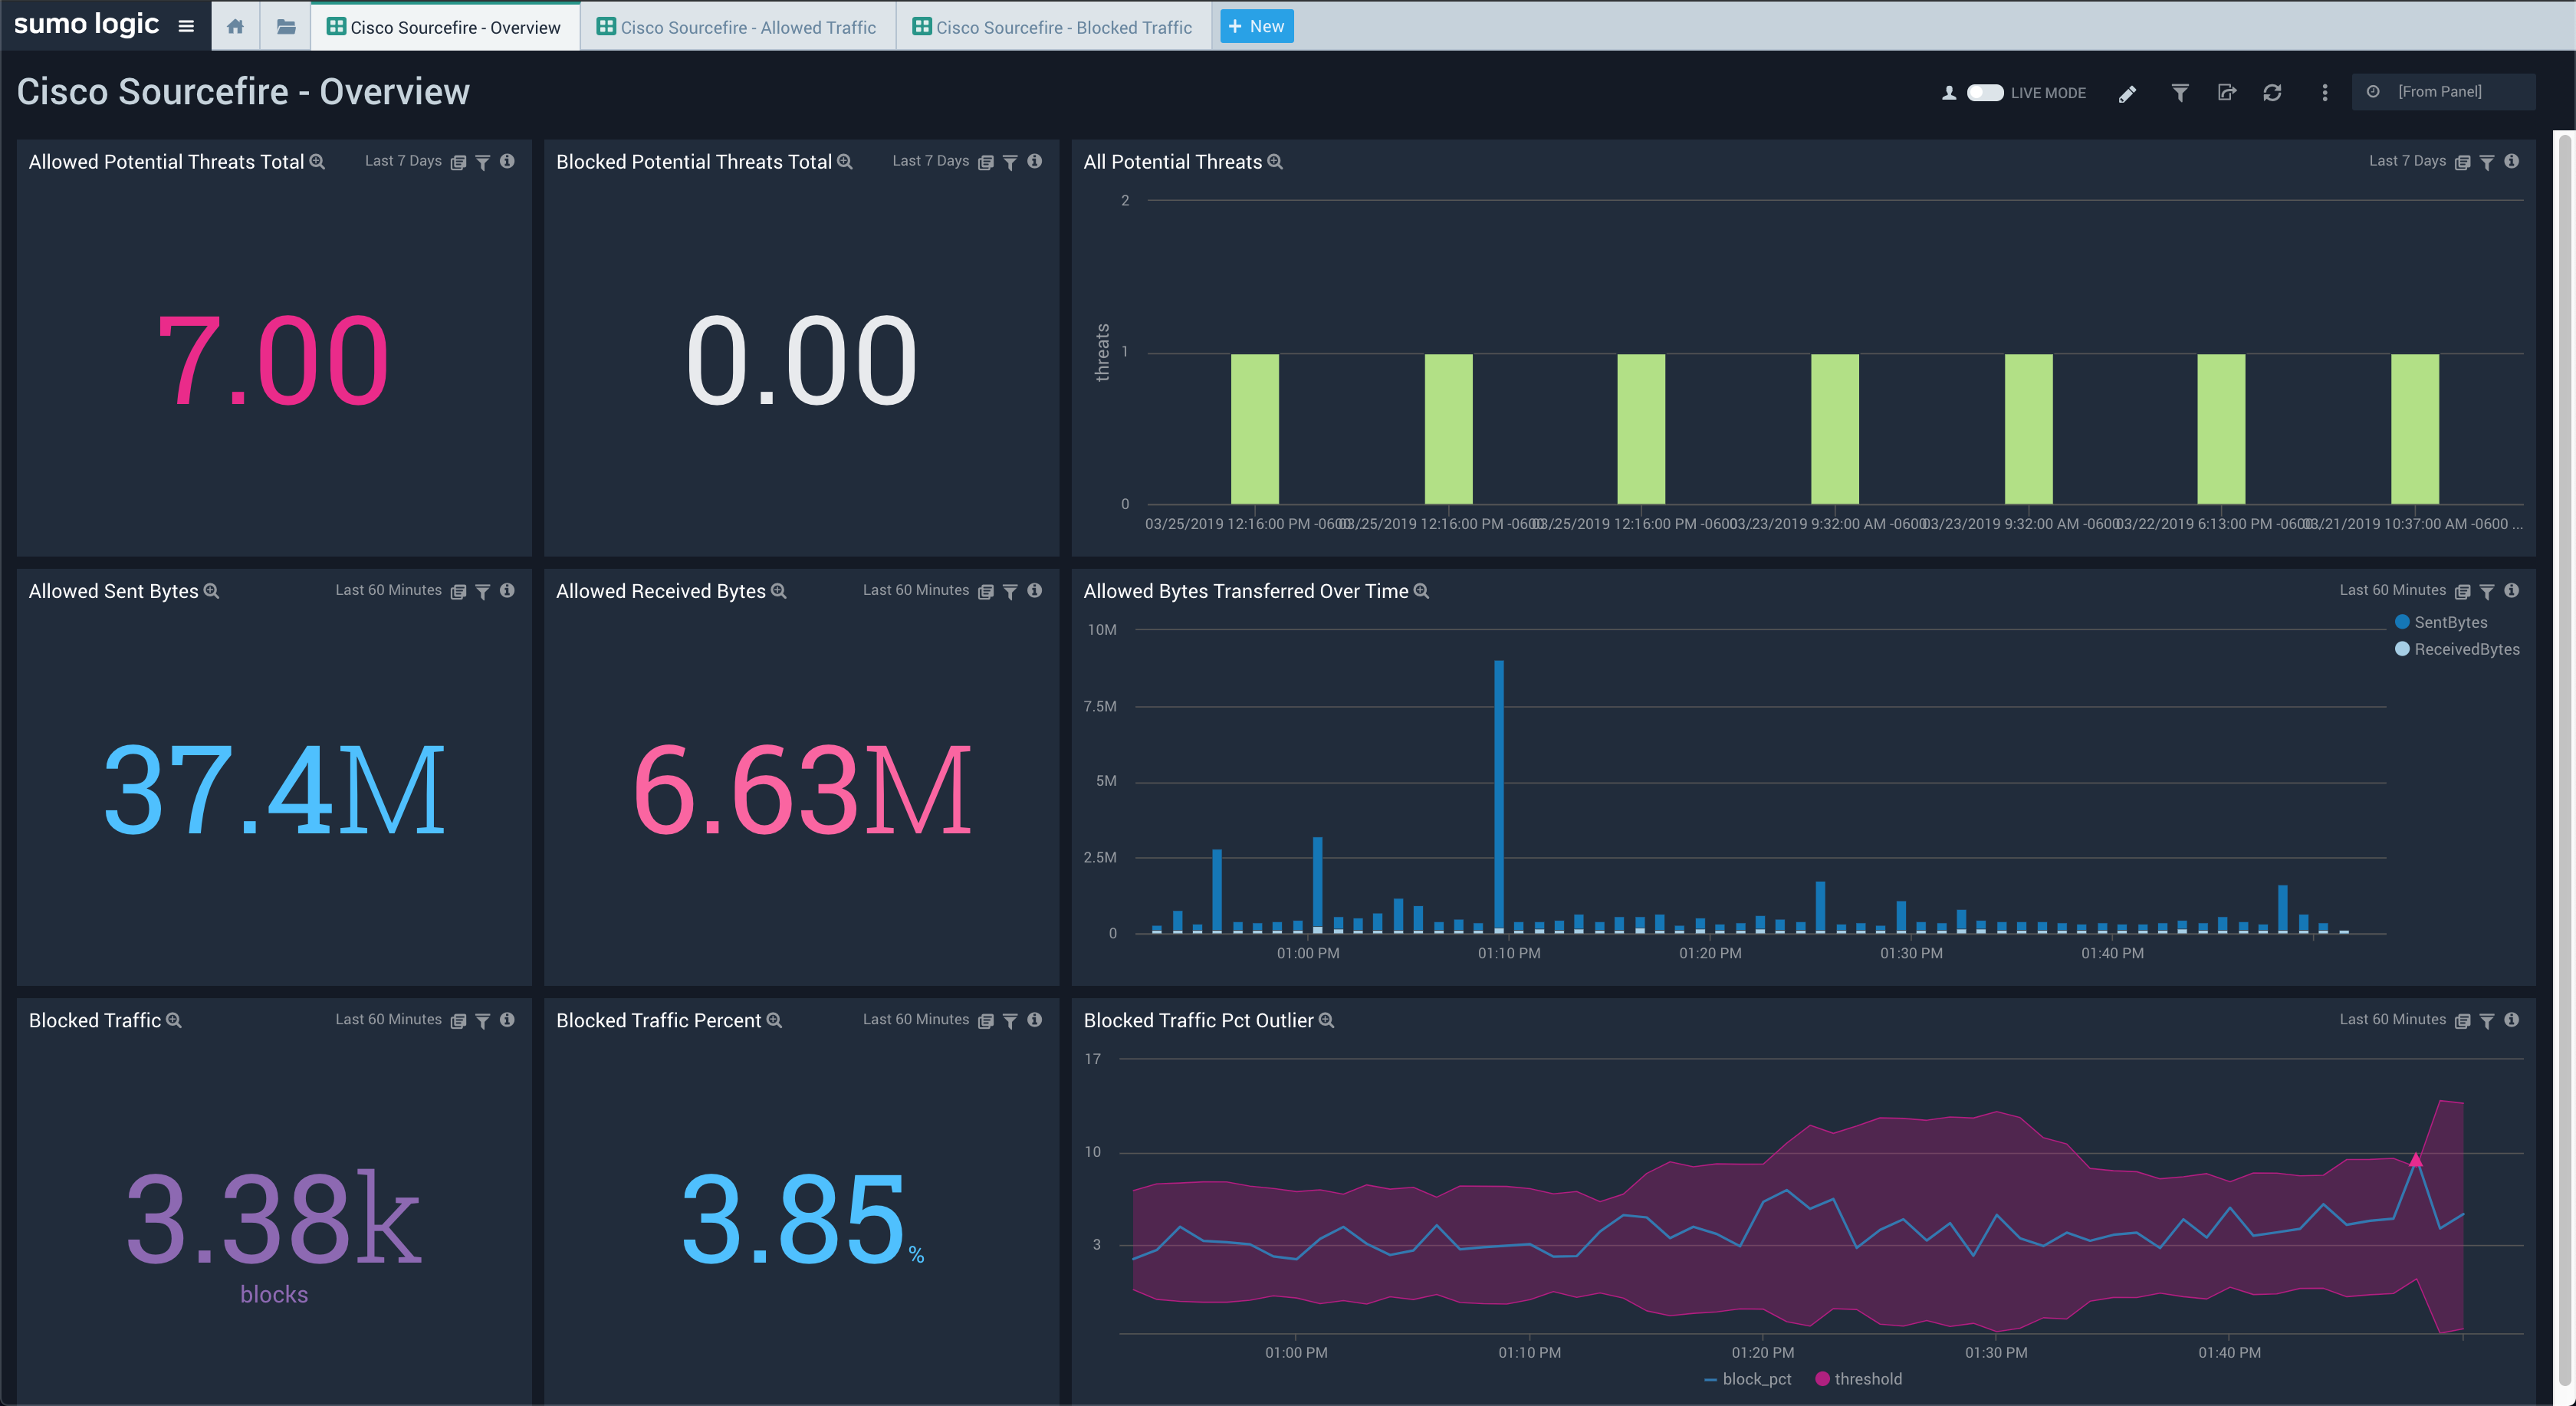 sumo logic
Cisco Sourcefire - Overview
Cisco Sourcefire - Allowed Traffic
Cisco Sourcefire - Blocked Traffic
+ New
Cisco Sourcefire - Overview
LIVE MODE
[From Panel]
Allowed Potential Threats Total
Last 7 Days
7.00
Blocked Potential Threats Total
Last 7 Days
0.00
All Potential Threats
Last 7 Days
2
1
0
threats
03/25/2019 12:16:00 PM -0600...
03/25/2019 12:16:00 PM -0600...
03/25/2019 12:16:00 PM -0600...
03/23/2019 9:32:00 AM -0600...
03/23/2019 9:32:00 AM -0600...
03/22/2019 6:13:00 PM -0600...
03/21/2019 10:37:00 AM -0600 ...
Allowed Sent Bytes
Last 60 Minutes
37.4M
Allowed Received Bytes
Last 60 Minutes
6.63M
Allowed Bytes Transferred Over Time
Last 60 Minutes
10M
7.5M
5M
2.5M
0
01:00 PM
01:10 PM
01:20 PM
01:30 PM
01:40 PM
SentBytes
ReceivedBytes
Blocked Traffic
Last 60 Minutes
3.38k
blocks
Blocked Traffic Percent
Last 60 Minutes
3.85%
Blocked Traffic Pct Outlier
Last 60 Minutes
17
10
3
01:00 PM
01:10 PM
01:20 PM
01:30 PM
01:40 PM
block_pct
threshold